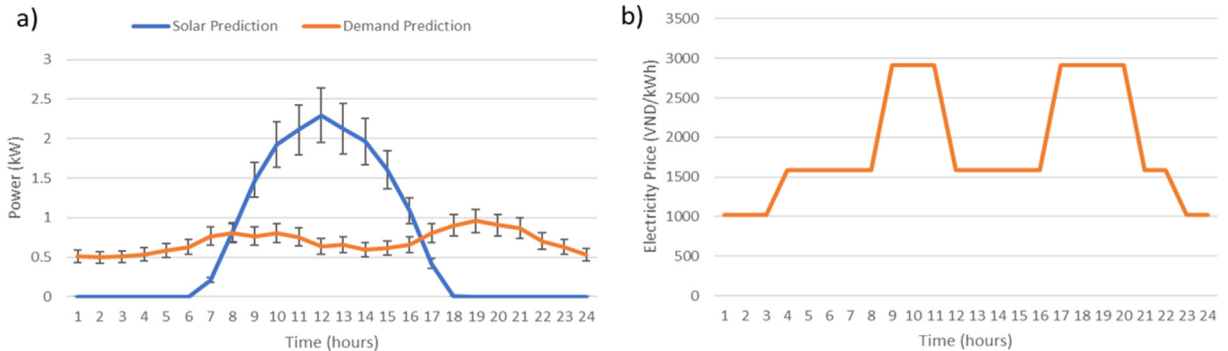 a)
Solar Prediction Demand Prediction
Power (kW)
3
2.5
2
1.5
1
0.5
0
1 2 3 4 5 6 7 8 9 10 11 12 13 14 15 16 17 18 19 20 21 22 23 24
Time (hours)
b)
Electricity Price (VND/kWh)
3500
3000
2500
2000
1500
1000
500
0
1 2 3 4 5 6 7 8 9 10 11 12 13 14 15 16 17 18 19 20 21 22 23 24
Time (hours)